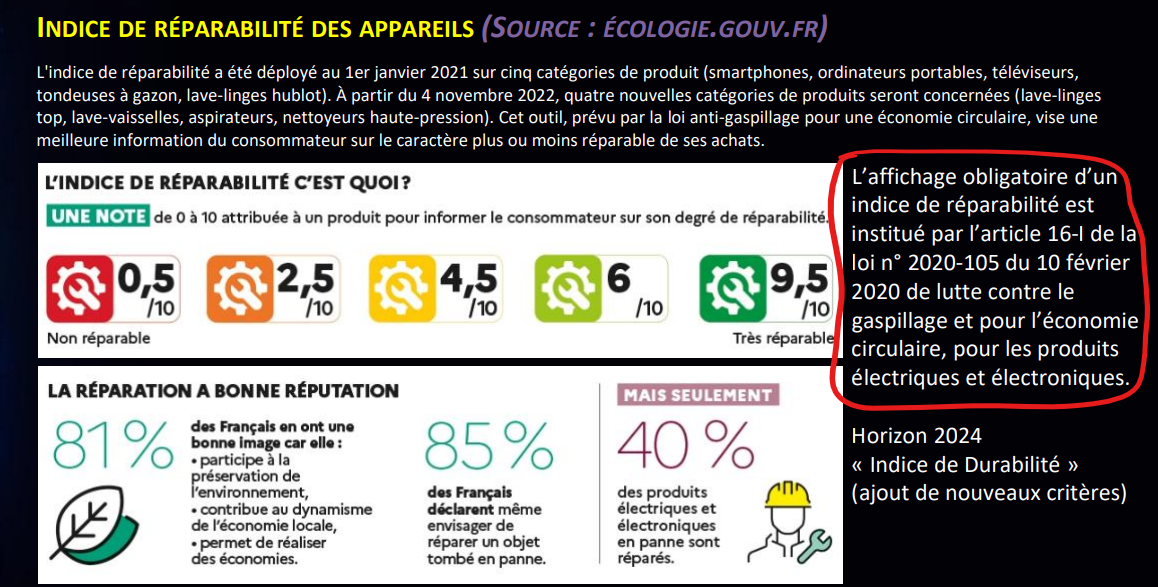 INDICE DE RÉPARABILITÉ DES APPAREILS (SOURCE : ÉCOLOGIE.GOUV.FR)
L'indice de réparabilité a été déployé au 1er janvier 2021 sur cinq catégories de produit (smartphones, ordinateurs portables, téléviseurs,
tondeuses à gazon, lave-linges hublot). À partir du 4 novembre 2022, quatre nouvelles catégories de produits seront concernées (lave-linges
top, lave-vaisselles, aspirateurs, nettoyeurs haute-pression). Cet outil, prévu par la loi anti-gaspillage pour une économie circulaire, vise une
meilleure information du consommateur sur le caractère plus ou moins réparable de ses achats.
L'INDICE DE RÉPARABILITÉ C'EST QUOI?
UNE NOTE de 0 à 10 attribuée à un produit pour informer le consommateur sur son degré de réparabilité.
0,5 /10
2,5 /10
4,5 /10
6 /10
9,5 /10
Non réparable
Très réparable
L’affichage obligatoire d’un
indice de réparabilité est
institué par l’article 16-I de la
loi n° 2020-105 du 10 février
2020 de lutte contre le
gaspillage et pour l’économie
circulaire, pour les produits
électriques et électroniques.
LA RÉPARATION A BONNE RÉPUTATION
81%
des Français en ont une
bonne image car elle :
• participe à la
préservation de
l'environnement,
• contribue au dynamisme
de l'économie locale,
• permet de réaliser
des économies.
85%
des Français
déclarent même
envisager de
réparer un objet
tombé en panne.
MAIS SEULEMENT
40 %
des produits
électriques et
électroniques
en panne sont
réparés.
Horizon 2024
« Indice de Durabilité »
(ajout de nouveaux critères)